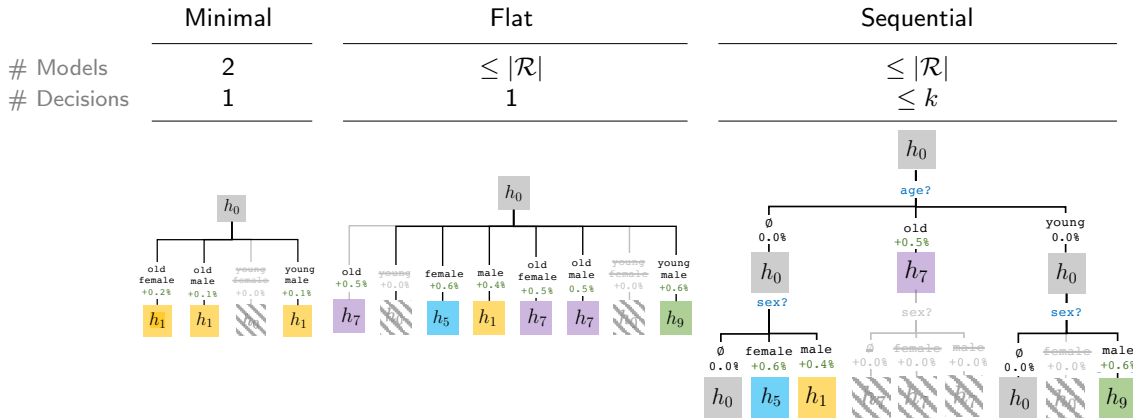 Minimal Flat Sequential
# Models 2 ≤ |R| ≤ |R|
# Decisions 1 1 ≤ k
h0
age?
h0
h0
∅ 0.0%
old +0.5%
young 0.0%
old female +0.2%
old male +0.1%
young female +0.0%
young male +0.1%
old +0.5%
young +0.0%
female +0.6%
male +0.4%
old female +0.5%
old male 0.5%
young female +0.0%
young male +0.6%
h0 h7 h0
h1 h1 h0 h1
h7 h0 h5 h1 h7 h7 h0 h9
sex? sex? sex?
∅ 0.0%
female +0.6%
male +0.4%
∅ +0.0%
female +0.0%
male +0.0%
∅ 0.0%
female +0.0%
male +0.6%
h0 h5 h1 h7 h7 h7 h0 h0 h9